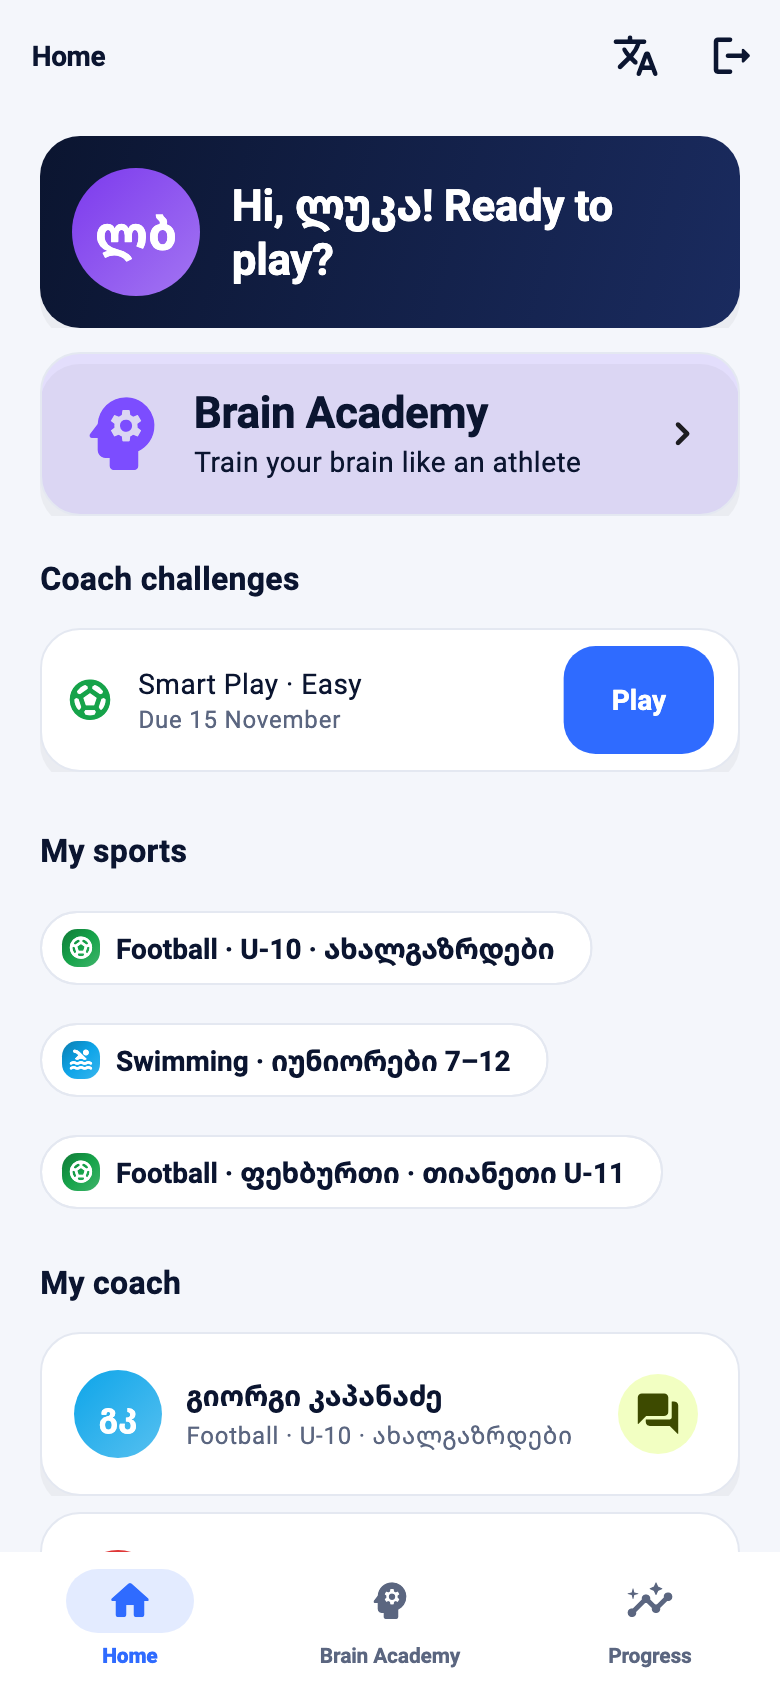 Home
Hi, ლუკა! Ready to
play?
ლბ
Brain Academy
Train your brain like an athlete
Coach challenges
Smart Play · Easy
Due 15 November
Play
My sports
Football · U-10 · ახალგაზრდები
Swimming · იუნიორები 7–12
Football · ფეხბურთი · თიანეთი U-11
My coach
გკ
გიორგი კაპანაძე
Football · U-10 · ახალგაზრდები
Home
Brain Academy
Progress